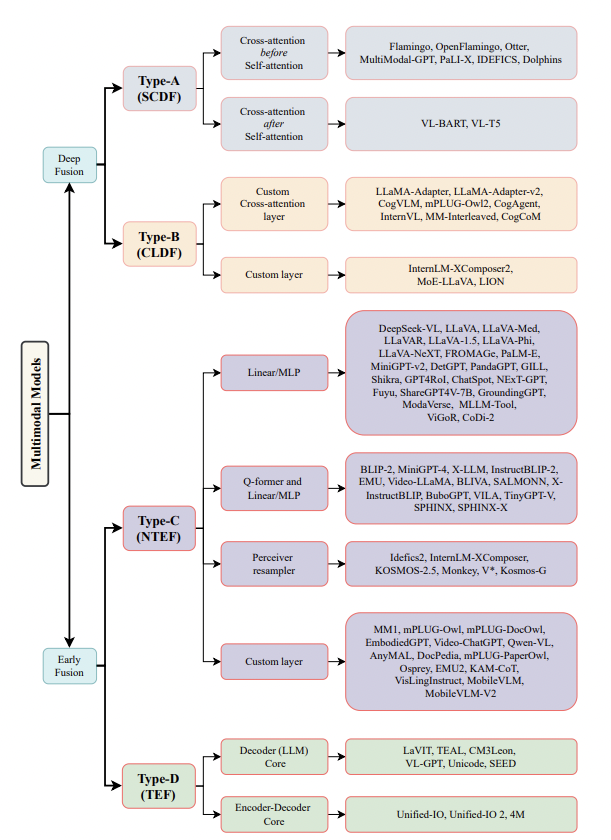 Multimodal Models
Deep
Fusion
Type-A
(SCDF)
Cross-attention
before
Self-attention
Flamingo, OpenFlamingo, Otter,
MultiModal-GPT, PaLI-X, IDEFICS, Dolphins
Cross-attention
after
Self-attention
VL-BART, VL-T5
Type-B
(CLDF)
Custom
Cross-attention
layer
LLaMA-Adapter, LLaMA-Adapter-v2,
CogVLM, mPLUG-Owl2, CogAgent,
InternVL, MM-Interleaved, CogCoM
Custom layer
InternLM-XComposer2,
MoE-LLaVA, LION
Early
Fusion
Type-C
(NTEF)
Linear/MLP
DeepSeek-VL, LLaVA, LLaVA-Med,
LLaVAR, LLaVA-1.5, LLaVA-Phi,
LLaVA-NeXT, FROMAGe, PaLM-E,
MiniGPT-v2, DetGPT, PandaGPT, GILL,
Shikra, GPT4RoI, ChatSpot, NExT-GPT,
Fuyu, ShareGPT4V-7B, GroundingGPT,
ModaVerse, MLLM-Tool,
ViGoR, CoDi-2
Q-former and
Linear/MLP
BLIP-2, MiniGPT-4, X-LLM, InstructBLIP-2,
EMU, Video-LLaMA, BLIVA, SALMONN, X-
InstructBLIP, BuboGPT, VILA, TinyGPT-V,
SPHINX, SPHINX-X
Perceiver
resampler
Idefics2, InternLM-XComposer,
KOSMOS-2.5, Monkey, V*, Kosmos-G
Custom layer
MM1, mPLUG-Owl, mPLUG-DocOwl,
EmbodiedGPT, Video-ChatGPT, Qwen-VL,
AnyMAL, DocPedia, mPLUG-PaperOwl,
Osprey, EMU2, KAM-CoT,
VisLingInstruct, MobileVLM,
MobileVLM-V2
Type-D
(TEF)
Decoder (LLM)
Core
LaVIT, TEAL, CM3Leon,
VL-GPT, Unicode, SEED
Encoder-Decoder
Core
Unified-IO, Unified-IO 2, 4M